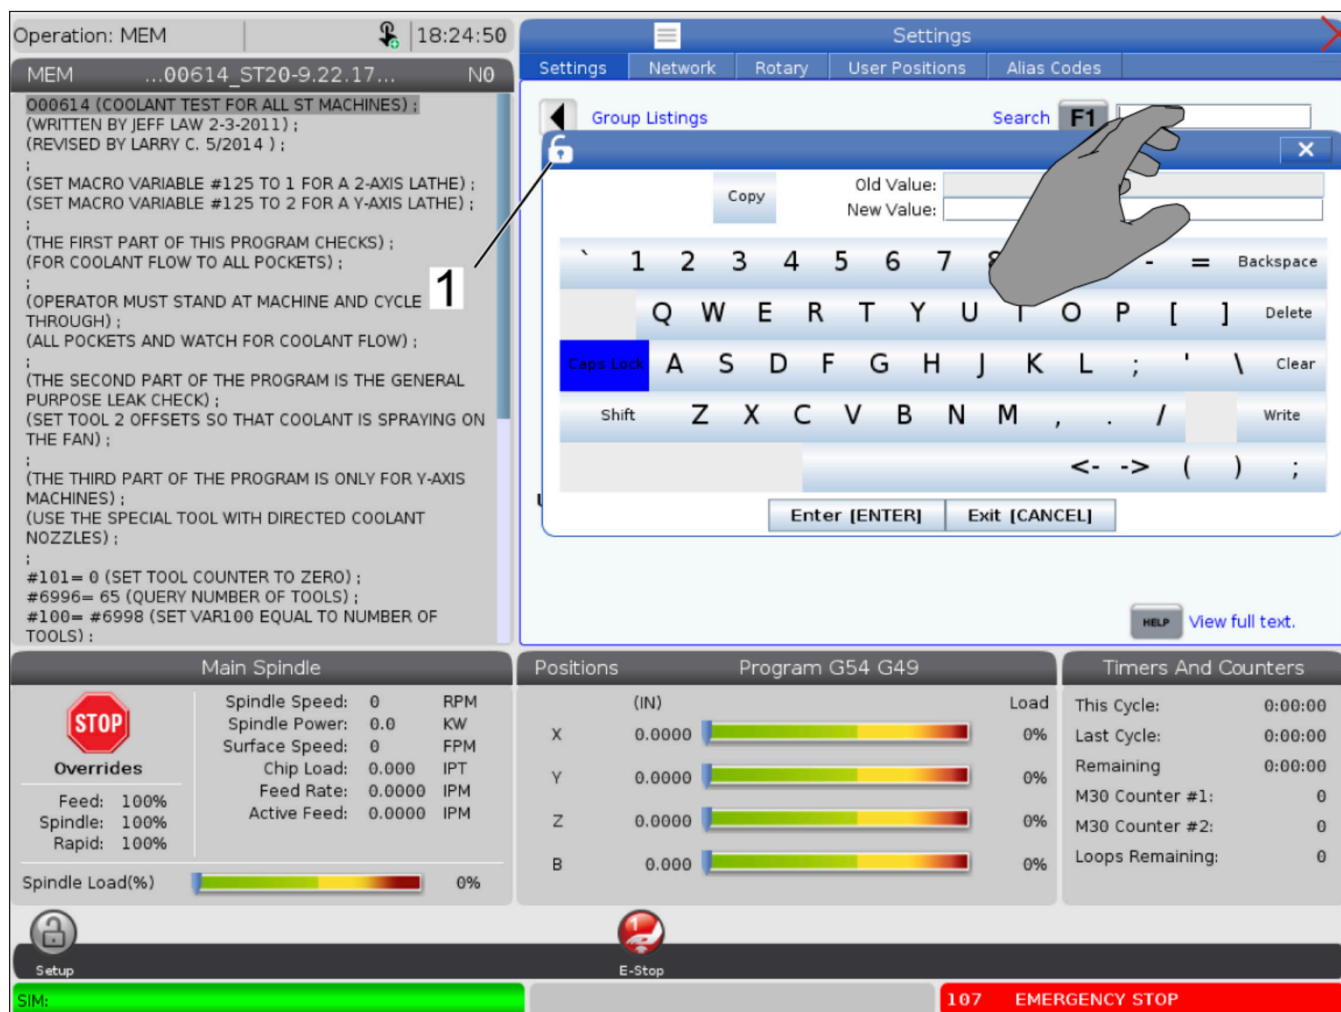 Operation: MEM
18:24:50
MEM ...00614_ST20-9.22.17... N0
O00614 (COOLANT TEST FOR ALL ST MACHINES) ;
(WRITTEN BY JEFF LAW 2-3-2011) ;
(REVISED BY LARRY C. 5/2014 ) ;
;
(SET MACRO VARIABLE #125 TO 1 FOR A 2-AXIS LATHE) ;
(SET MACRO VARIABLE #125 TO 2 FOR A Y-AXIS LATHE) ;
;
(THE FIRST PART OF THIS PROGRAM CHECKS) ;
(FOR COOLANT FLOW TO ALL POCKETS) ;
;
(OPERATOR MUST STAND AT MACHINE AND CYCLE
THROUGH) ;
(ALL POCKETS AND WATCH FOR COOLANT FLOW) ;
;
(THE SECOND PART OF THE PROGRAM IS THE GENERAL
PURPOSE LEAK CHECK) ;
(SET TOOL 2 OFFSETS SO THAT COOLANT IS SPRAYING ON
THE FAN) ;
;
(THE THIRD PART OF THE PROGRAM IS ONLY FOR Y-AXIS
MACHINES) ;
(USE THE SPECIAL TOOL WITH DIRECTED COOLANT
NOZZLES) ;
;
#101= 0 (SET TOOL COUNTER TO ZERO) ;
#6996= 65 (QUERY NUMBER OF TOOLS) ;
#100= #6998 (SET VAR100 EQUAL TO NUMBER OF
TOOLS) ;
1
Settings
Settings Network Rotary User Positions Alias Codes
Group Listings Search F1
Copy Old Value:
New Value:
` 1 2 3 4 5 6 7 - = Backspace
Q W E R T Y U I O P [ ] Delete
Caps Lock A S D F G H J K L ; ' \ Clear
Shift Z X C V B N M , . / Write
<- -> ( ) ;
Enter [ENTER] Exit [CANCEL]
HELP View full text.
Main Spindle
STOP
Overrides
Feed: 100%
Spindle: 100%
Rapid: 100%
Spindle Speed: 0 RPM
Spindle Power: 0.0 KW
Surface Speed: 0 FPM
Chip Load: 0.000 IPT
Feed Rate: 0.0000 IPM
Active Feed: 0.0000 IPM
Spindle Load(%) 0%
Positions Program G54 G49
(IN) Load
X 0.0000 0%
Y 0.0000 0%
Z 0.0000 0%
B 0.000 0%
Timers And Counters
This Cycle: 0:00:00
Last Cycle: 0:00:00
Remaining 0:00:00
M30 Counter #1: 0
M30 Counter #2: 0
Loops Remaining: 0
Setup
1
E-Stop
SIM:
107 EMERGENCY STOP